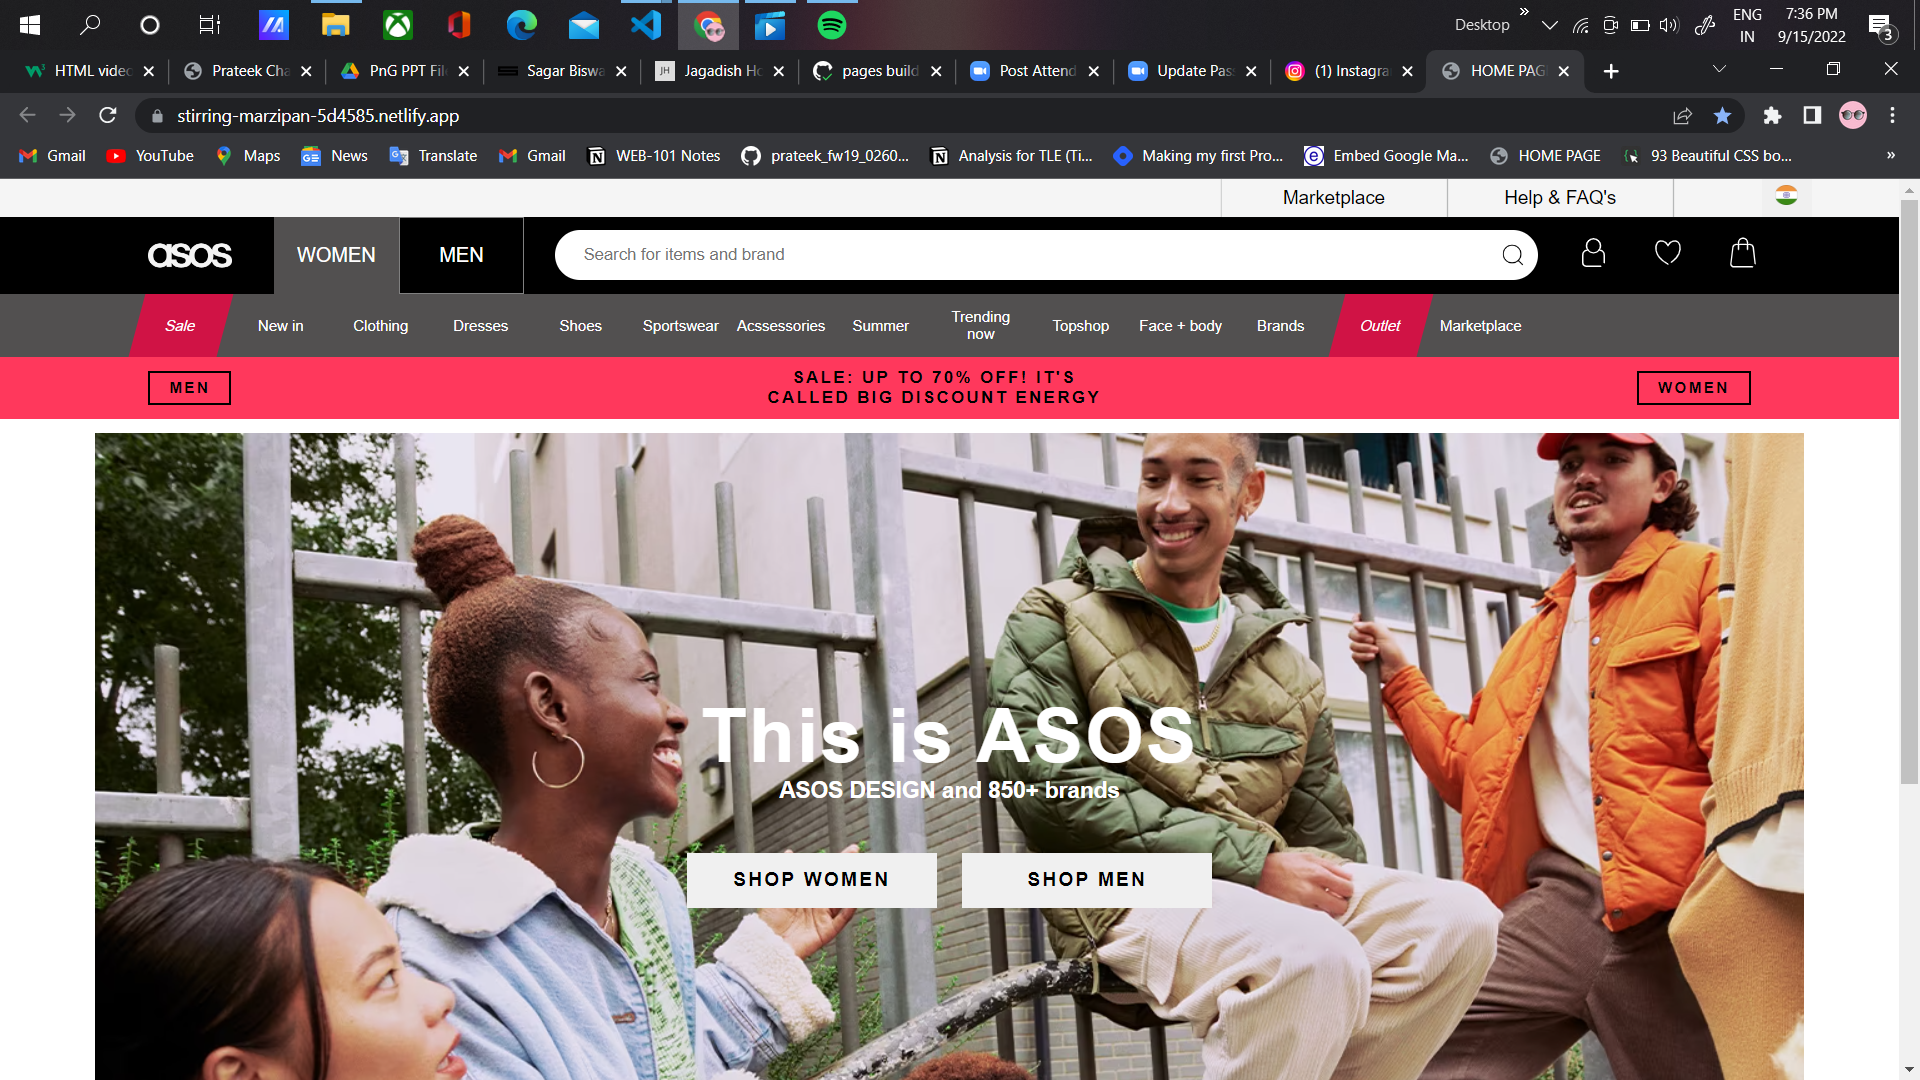 Desktop
»
ENG
IN
7:36 PM
9/15/2022
3
HTML video
Prateek Cha
PnG PPT File
Sagar Biswa
JH
Jagadish Ho
pages build
Post Attend
Update Pas
(1) Instagra
HOME PAG
stirring-marzipan-5d4585.netlify.app
Gmail
YouTube
Maps
News
Translate
Gmail
WEB-101 Notes
prateek_fw19_0260...
Analysis for TLE (Ti...
Making my first Pro...
Embed Google Ma...
HOME PAGE
93 Beautiful CSS bo...
»
Marketplace
Help & FAQ's
asos
WOMEN
MEN
Search for items and brand
Sale
New in
Clothing
Dresses
Shoes
Sportswear
Acssessories
Summer
Trending
now
Topshop
Face + body
Brands
Outlet
Marketplace
MEN
SALE: UP TO 70% OFF! IT'S
CALLED BIG DISCOUNT ENERGY
WOMEN
This is ASOS
ASOS DESIGN and 850+ brands
SHOP WOMEN
SHOP MEN